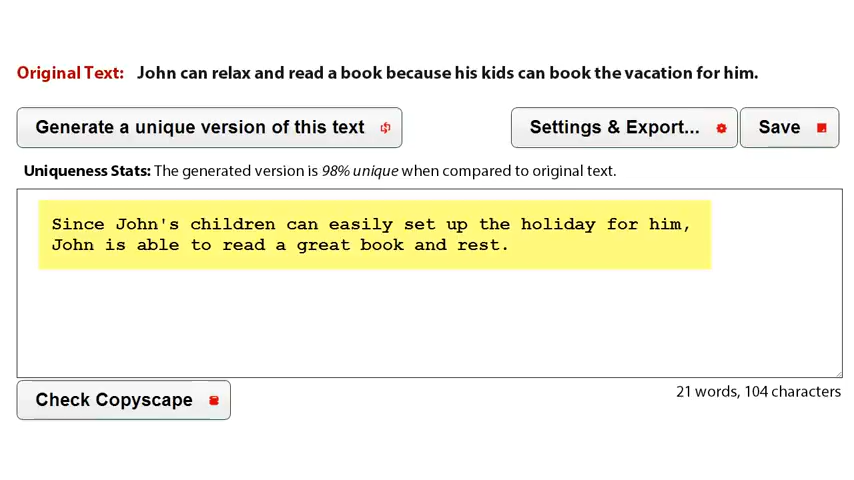 Original Text: John can relax and read a book because his kids can book the vacation for him.
Generate a unique version of this text
Settings & Export...
Save
Uniqueness Stats: The generated version is 98% unique when compared to original text.
Since John's children can easily set up the holiday for him,
John is able to read a great book and rest.
Check Copyscape
21 words, 104 characters